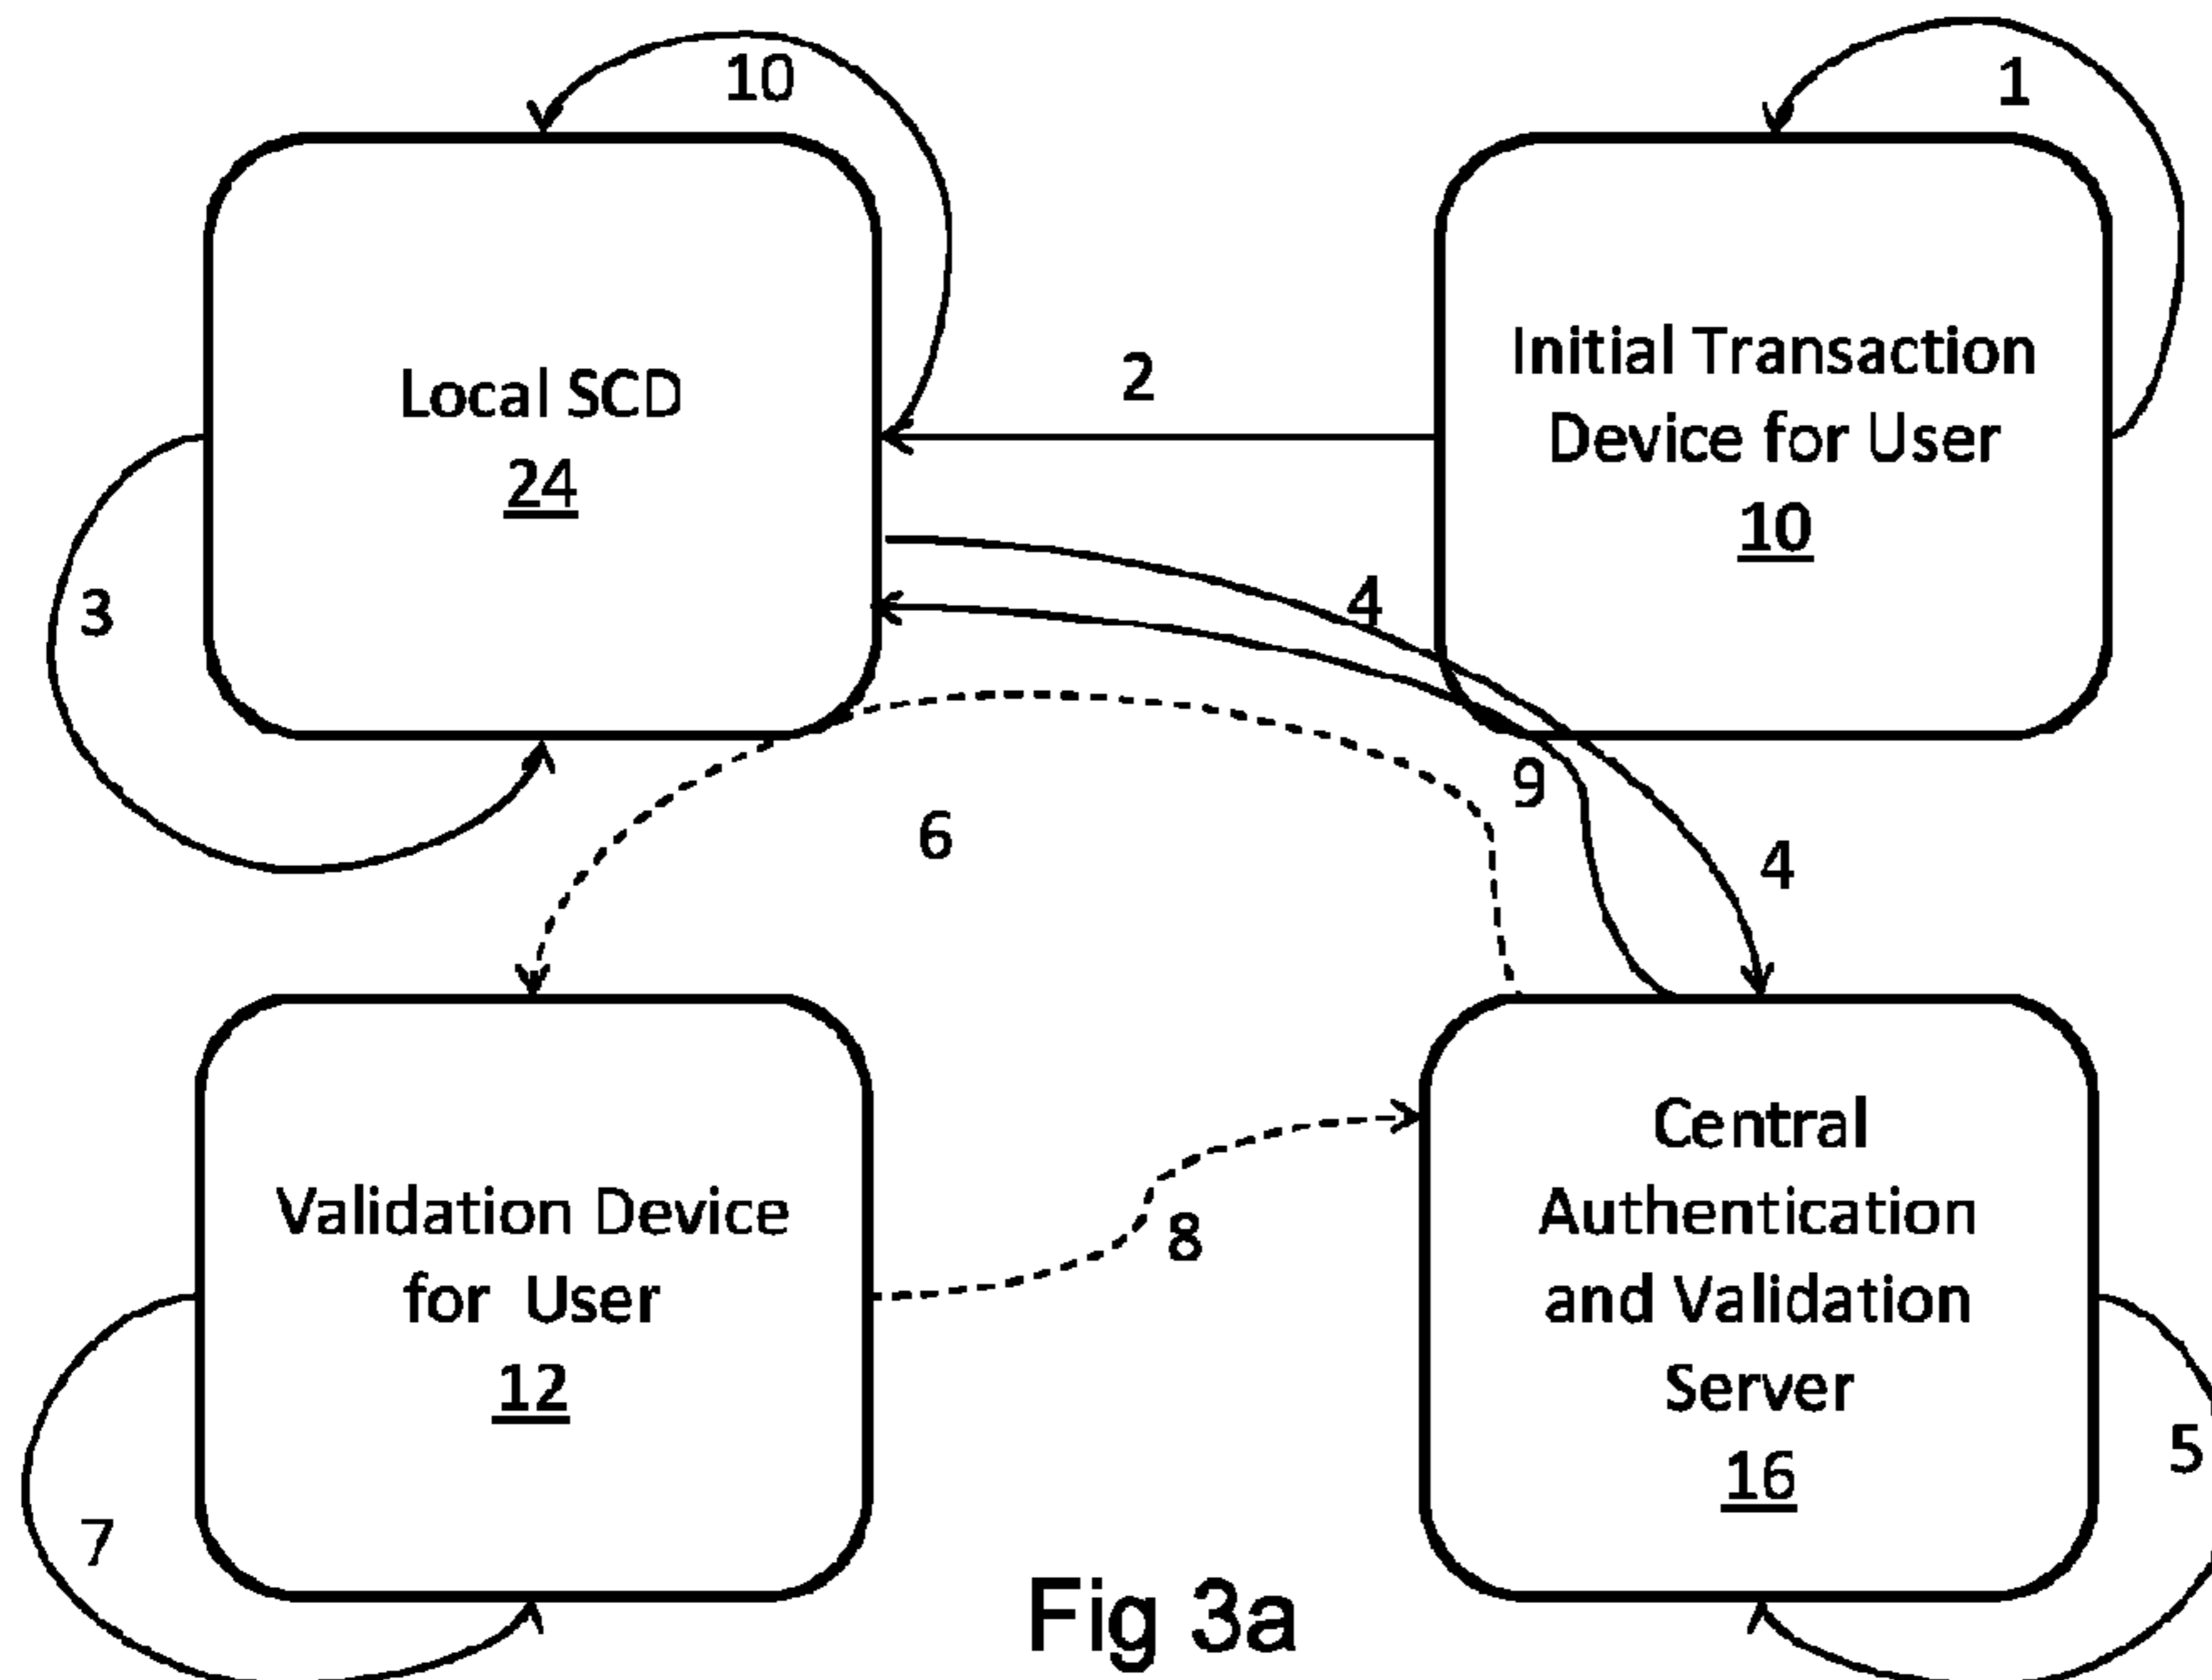 10
1
Local SCD
24
2
Initial Transaction
Device for User
10
3
4
9
6
4
Validation Device
for User
12
8
Central
Authentication
and Validation
Server
16
7
5
Fig 3a